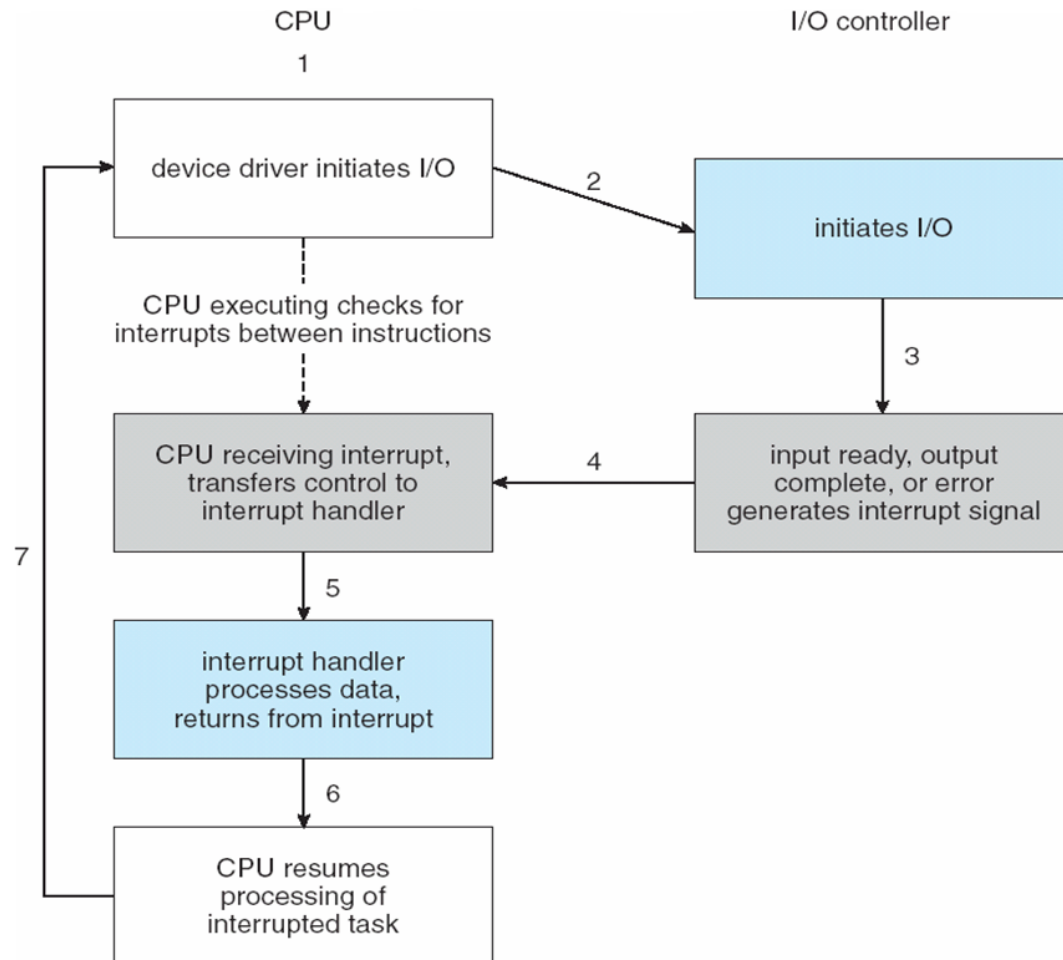 CPU
I/O controller
1
device driver initiates I/O
2
initiates I/O
CPU executing checks for
interrupts between instructions
3
CPU receiving interrupt,
transfers control to
interrupt handler
4
input ready, output
complete, or error
generates interrupt signal
7
5
interrupt handler
processes data,
returns from interrupt
6
CPU resumes
processing of
interrupted task